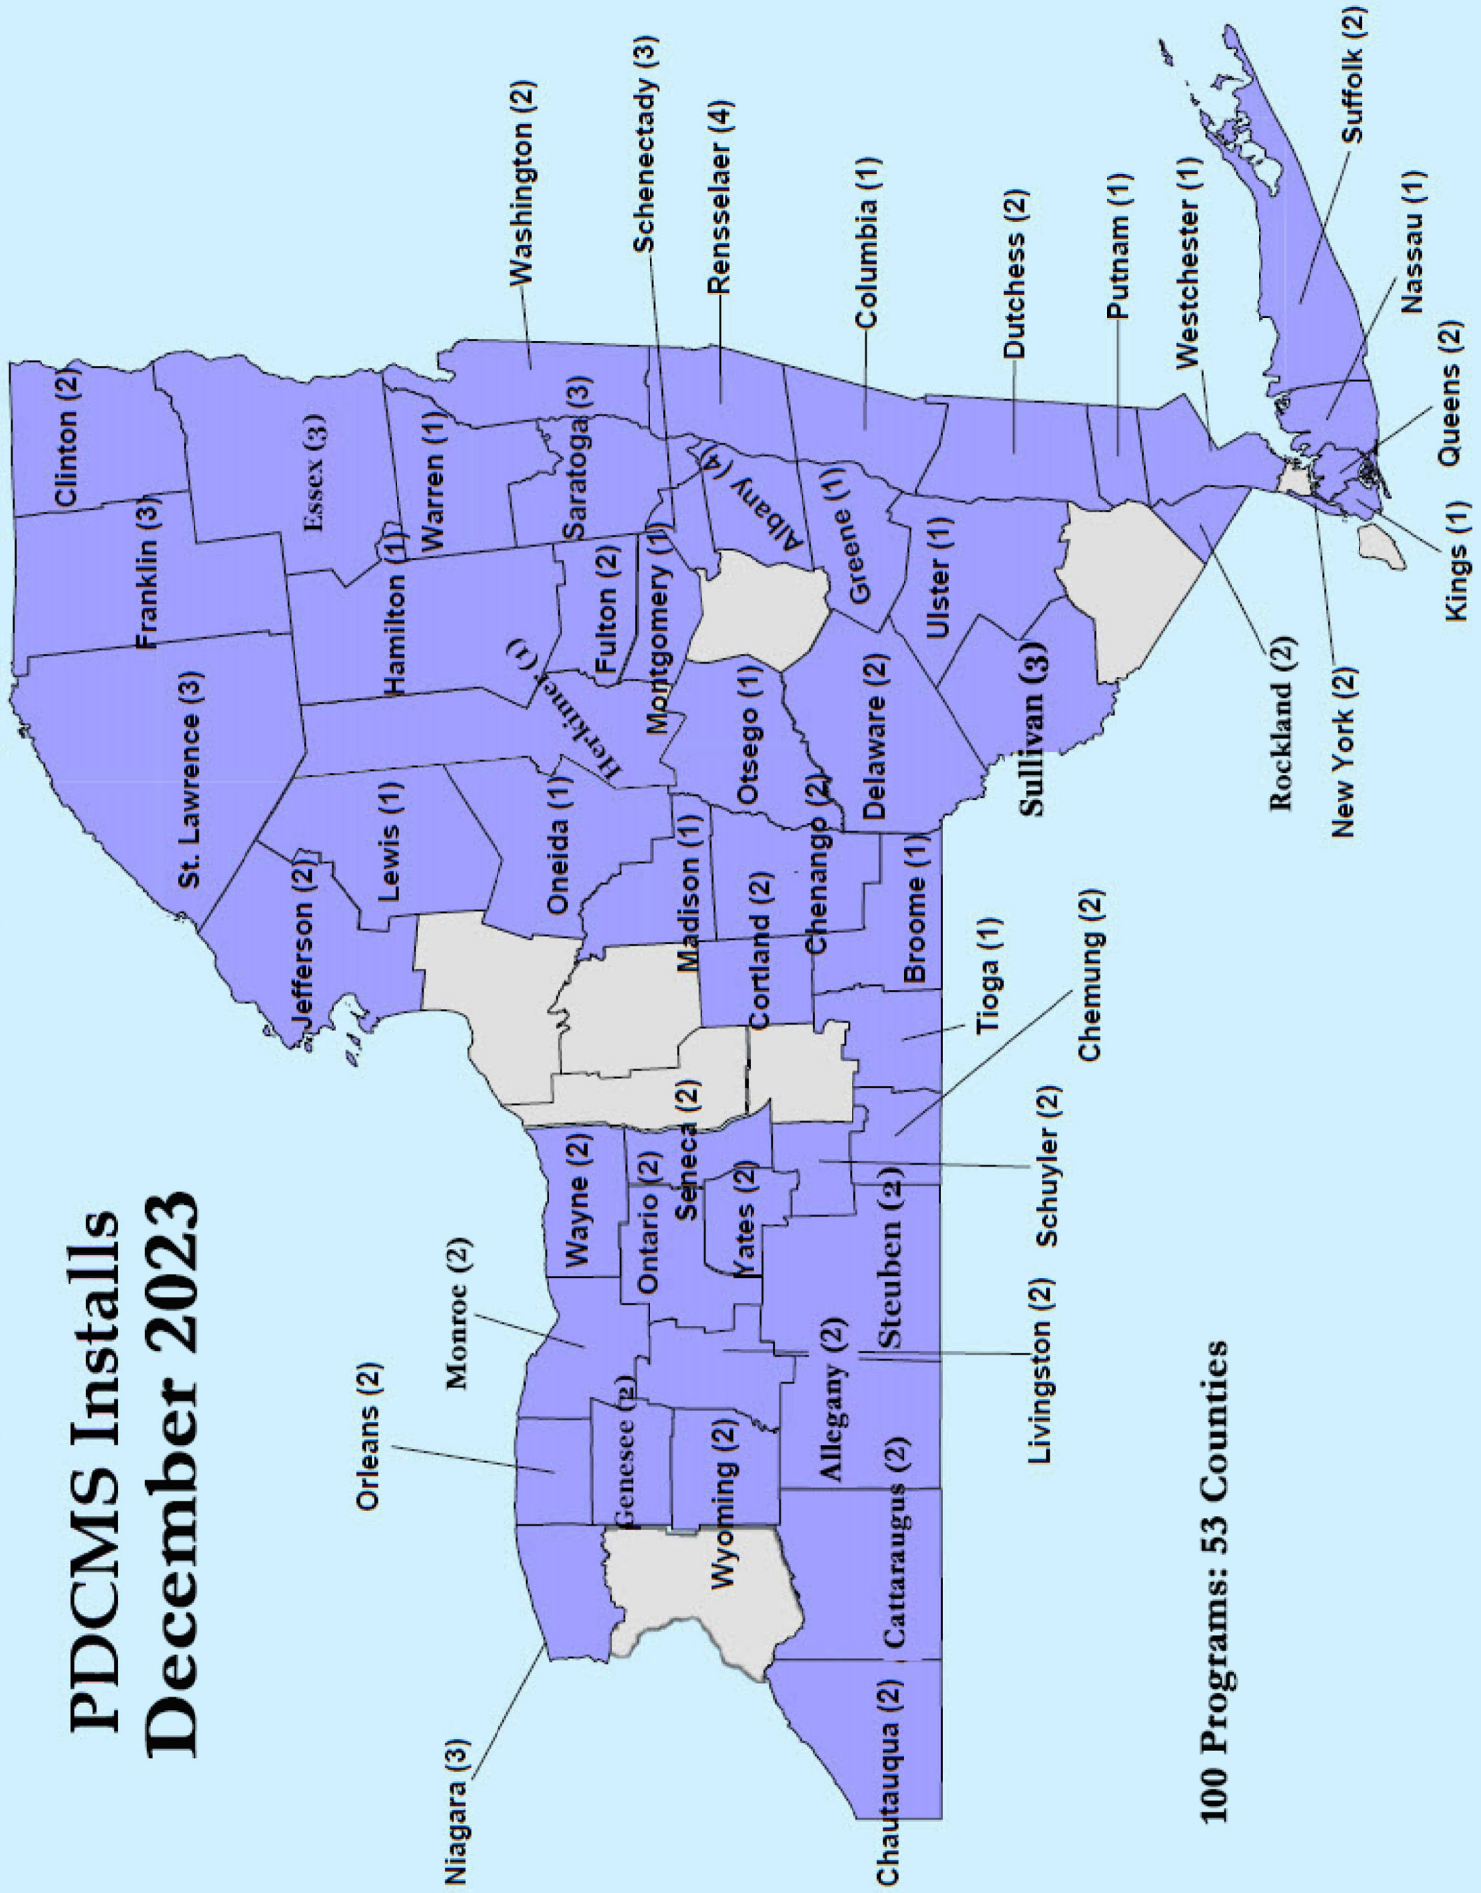 PDCMS Installs
December 2023
Clinton (2)
Franklin (3)
St. Lawrence (3)
Essex (3)
Jefferson (2)
Lewis (1)
Hamilton (1)
Warren (1)
Washington (2)
Herkimer (1)
Oneida (1)
Fulton (2)
Saratoga (3)
Schenectady (3)
Montgomery (1)
Rensselaer (4)
Niagara (3)
Orleans (2)
Monroe (2)
Wayne (2)
Genesee (2)
Ontario (2)
Seneca (2)
Madison (1)
Otsego (1)
Albany (4)
Wyoming (2)
Yates (2)
Cortland (2)
Chenango (2)
Greene (1)
Columbia (1)
Allegany (2)
Delaware (2)
Chautauqua (2)
Cattaraugus (2)
Steuben (2)
Broome (1)
Ulster (1)
Dutchess (2)
Tioga (1)
Sullivan (3)
Livingston (2)
Schuyler (2)
Chemung (2)
Putnam (1)
Westchester (1)
100 Programs: 53 Counties
Rockland (2)
New York (2)
Suffolk (2)
Nassau (1)
Queens (2)
Kings (1)